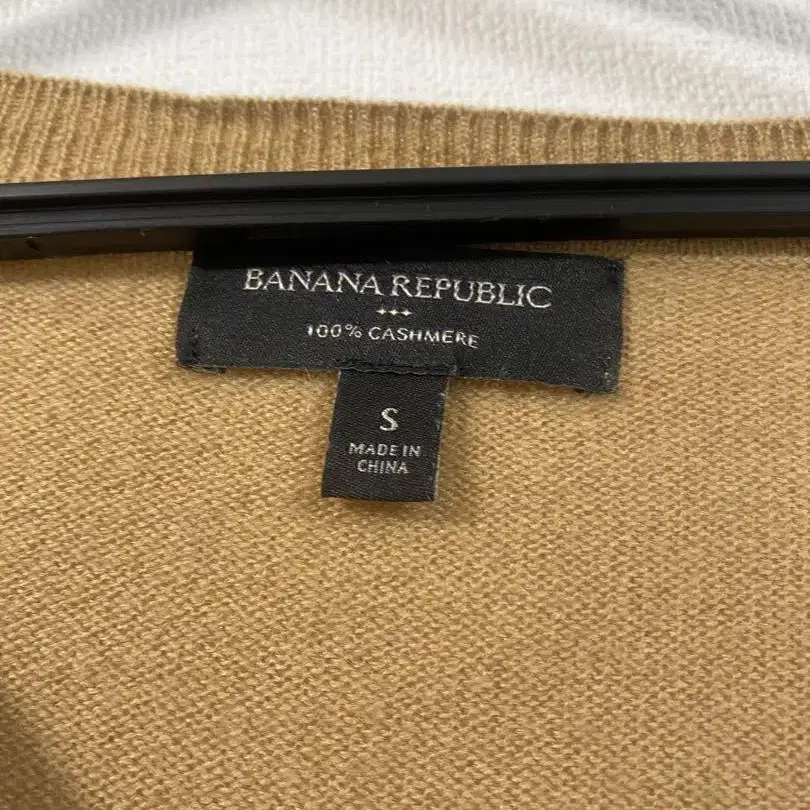 BANANA REPUBLIC
100% CASHMERE
S
MADE IN
CHINA